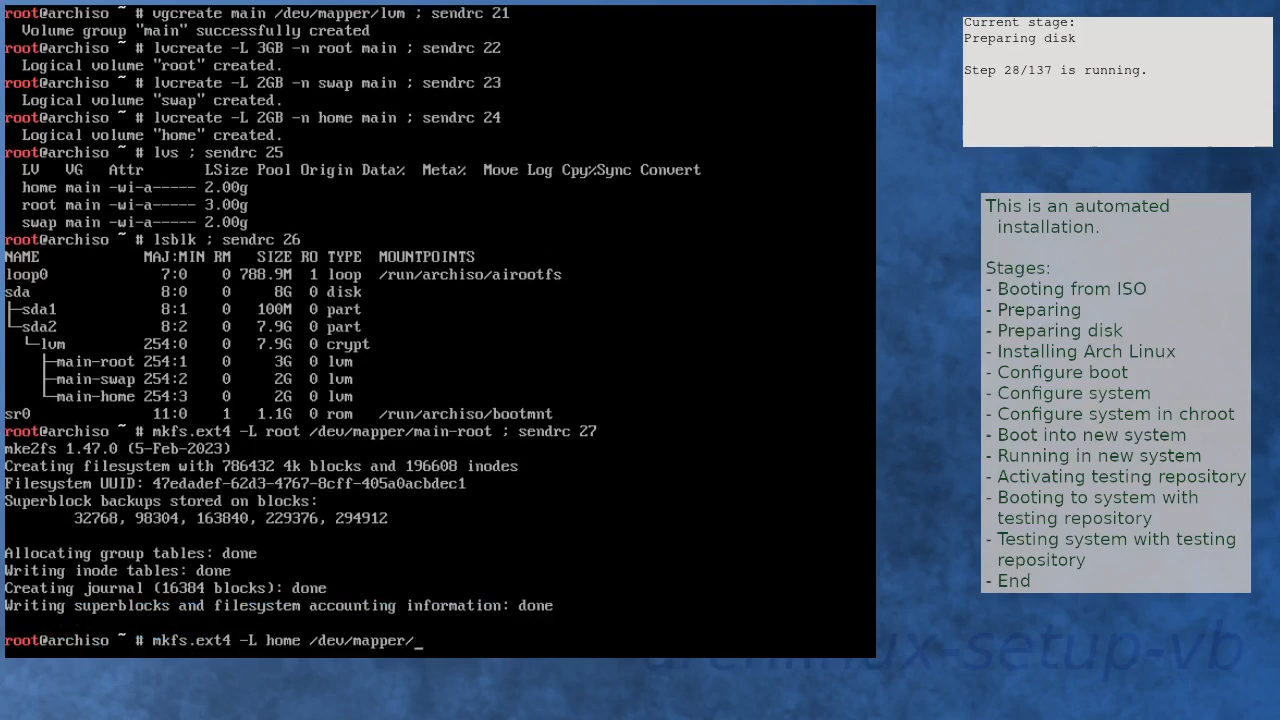 root@archiso ~ # vgcreate main /dev/mapper/lvm ; sendrc 21
  Volume group "main" successfully created
root@archiso ~ # lvcreate -L 3GB -n root main ; sendrc 22
  Logical volume "root" created.
root@archiso ~ # lvcreate -L 2GB -n swap main ; sendrc 23
  Logical volume "swap" created.
root@archiso ~ # lvcreate -L 2GB -n home main ; sendrc 24
  Logical volume "home" created.
root@archiso ~ # lvs ; sendrc 25
  LV   VG   Attr       LSize Pool Origin Data%  Meta%  Move Log Cpy%Sync Convert
  home main -wi-a----- 2.00g
  root main -wi-a----- 3.00g
  swap main -wi-a----- 2.00g
root@archiso ~ # lsblk ; sendrc 26
NAME            MAJ:MIN RM   SIZE RO TYPE  MOUNTPOINTS
loop0             7:0    0 788.9M  1 loop  /run/archiso/airootfs
sda               8:0    0     8G  0 disk
├─sda1            8:1    0   100M  0 part
└─sda2            8:2    0   7.9G  0 part
  └─lvm         254:0    0   7.9G  0 crypt
    ├─main-root 254:1    0     3G  0 lvm
    ├─main-swap 254:2    0     2G  0 lvm
    └─main-home 254:3    0     2G  0 lvm
sr0              11:0    1   1.1G  0 rom   /run/archiso/bootmnt
root@archiso ~ # mkfs.ext4 -L root /dev/mapper/main-root ; sendrc 27
mke2fs 1.47.0 (5-Feb-2023)
Creating filesystem with 786432 4k blocks and 196608 inodes
Filesystem UUID: 47edadef-62d3-4767-8cff-405a0acbdec1
Superblock backups stored on blocks:
        32768, 98304, 163840, 229376, 294912
Allocating group tables: done
Writing inode tables: done
Creating journal (16384 blocks): done
Writing superblocks and filesystem accounting information: done
root@archiso ~ # mkfs.ext4 -L home /dev/mapper/_
Current stage:
Preparing disk
Step 28/137 is running.
This is an automated
installation.
Stages:
- Booting from ISO
- Preparing
- Preparing disk
- Installing Arch Linux
- Configure boot
- Configure system
- Configure system in chroot
- Boot into new system
- Running in new system
- Activating testing repository
- Booting to system with
testing repository
- Testing system with testing
repository
- End
archlinux-setup-vb